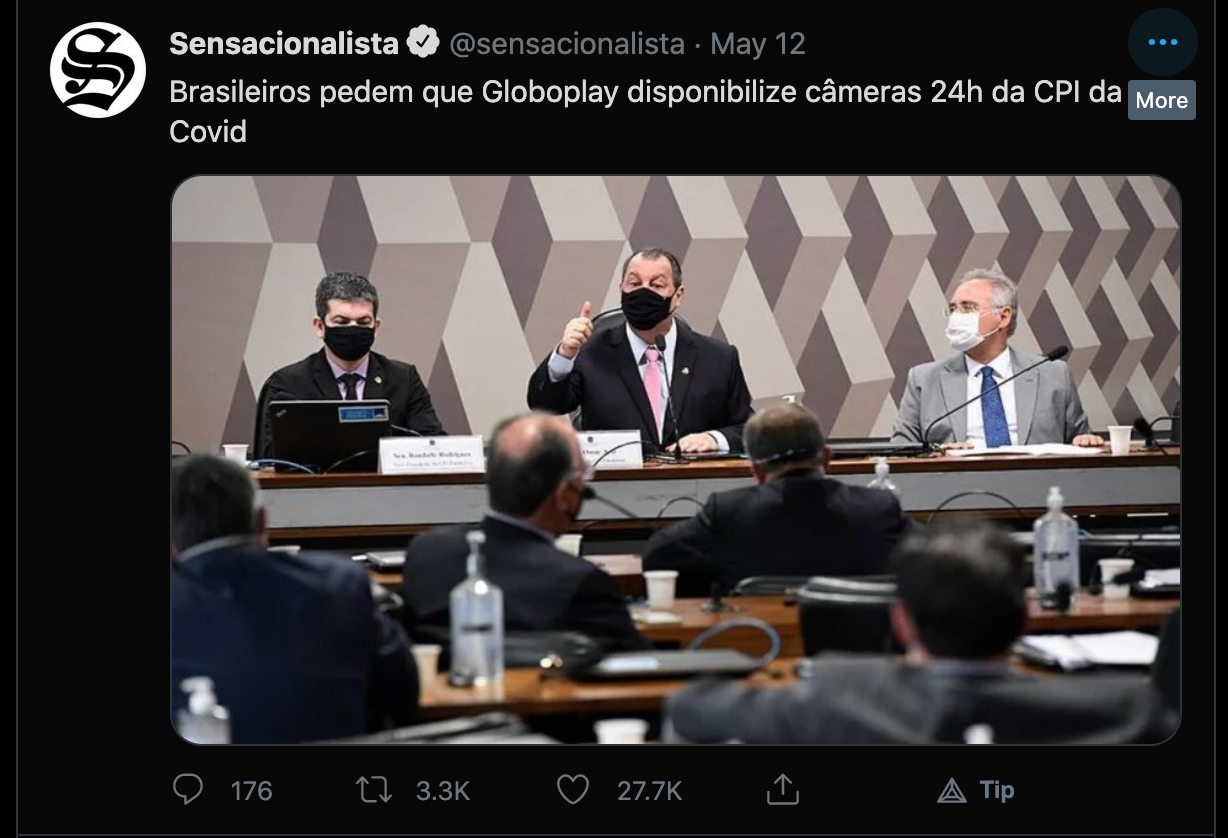 Sensacionalista @sensacionalista · May 12
Brasileiros pedem que Globoplay disponibilize câmeras 24h da CPI da
Covid
More
Sen. Randolfe Rodrigues
Omar
176 3.3K 27.7K Tip